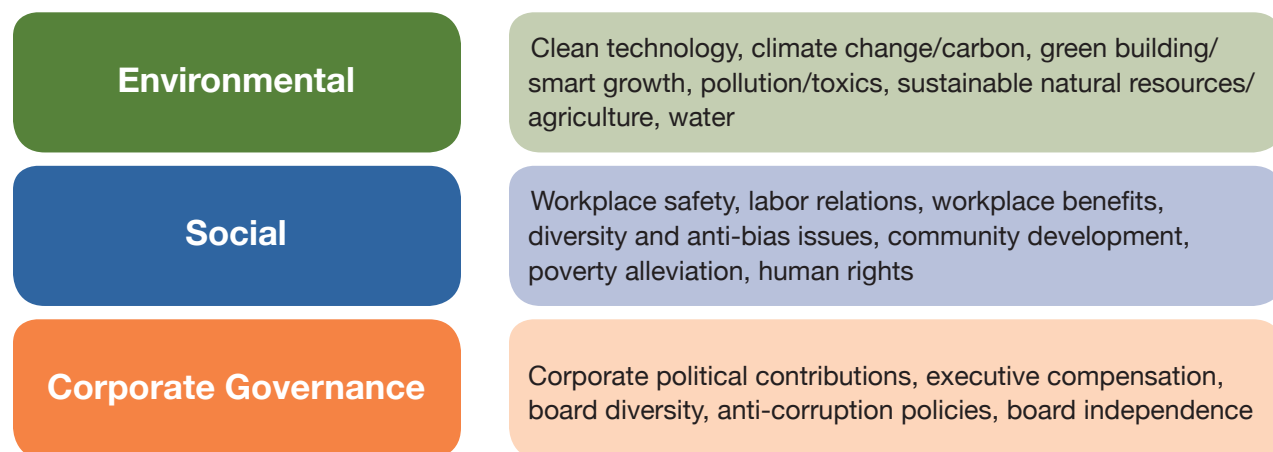 Environmental
Clean technology, climate change/carbon, green building/
smart growth, pollution/toxics, sustainable natural resources/
agriculture, water
Social
Workplace safety, labor relations, workplace benefits,
diversity and anti-bias issues, community development,
poverty alleviation, human rights
Corporate Governance
Corporate political contributions, executive compensation,
board diversity, anti-corruption policies, board independence